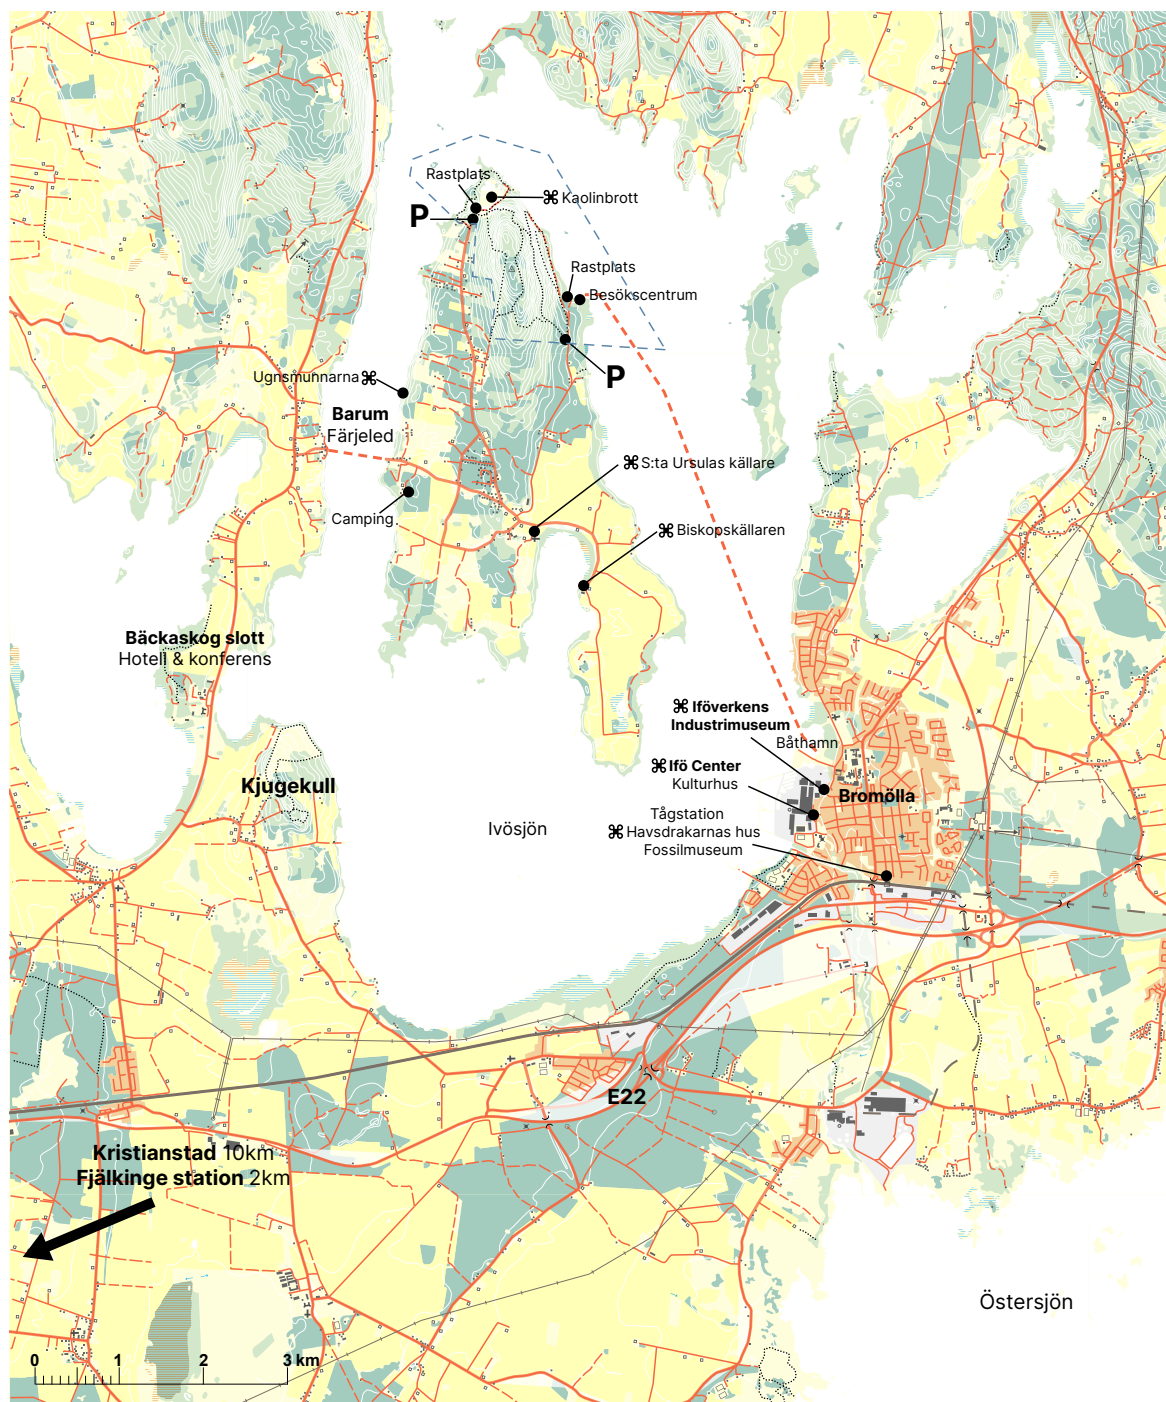 Rastplats
⌘ Kaolinbrott
P
Rastplats
Besökscentrum
Ugnsmunnarna ⌘
P
Barum
Färjeled
⌘ S:ta Ursulas källare
Camping
⌘ Biskopskällaren
Bäckaskog slott
Hotell & konferens
⌘ Iföverkens
Industrimuseum
Båthamn
⌘ Ifö Center
Kulturhus
Kjugekull
Bromölla
Tågstation
⌘ Havsdrakarnas hus
Fossilmuseum
Ivösjön
E22
Kristianstad 10km
Fjälkinge station 2km
Östersjön
0 1 2 3 km